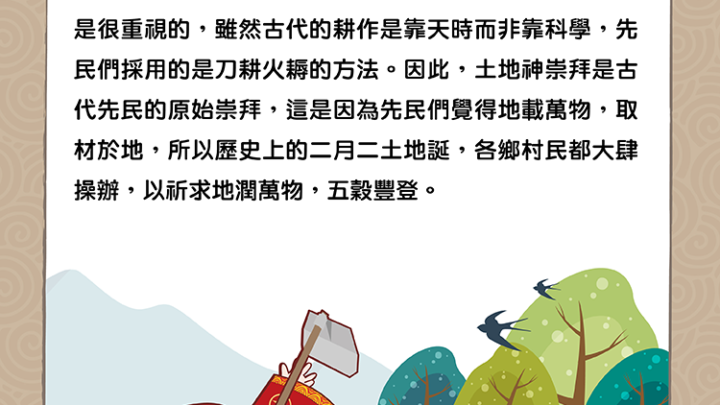 是很重視的，雖然古代的耕作是靠天時而非靠科學，先
民們採用的是刀耕火耨的方法。因此，土地神崇拜是古
代先民的原始崇拜，這是因為先民們覺得地載萬物，取
材於地，所以歷史上的二月二土地誕，各鄉村民都大肆
操辦，以祈求地潤萬物，五穀豐登。